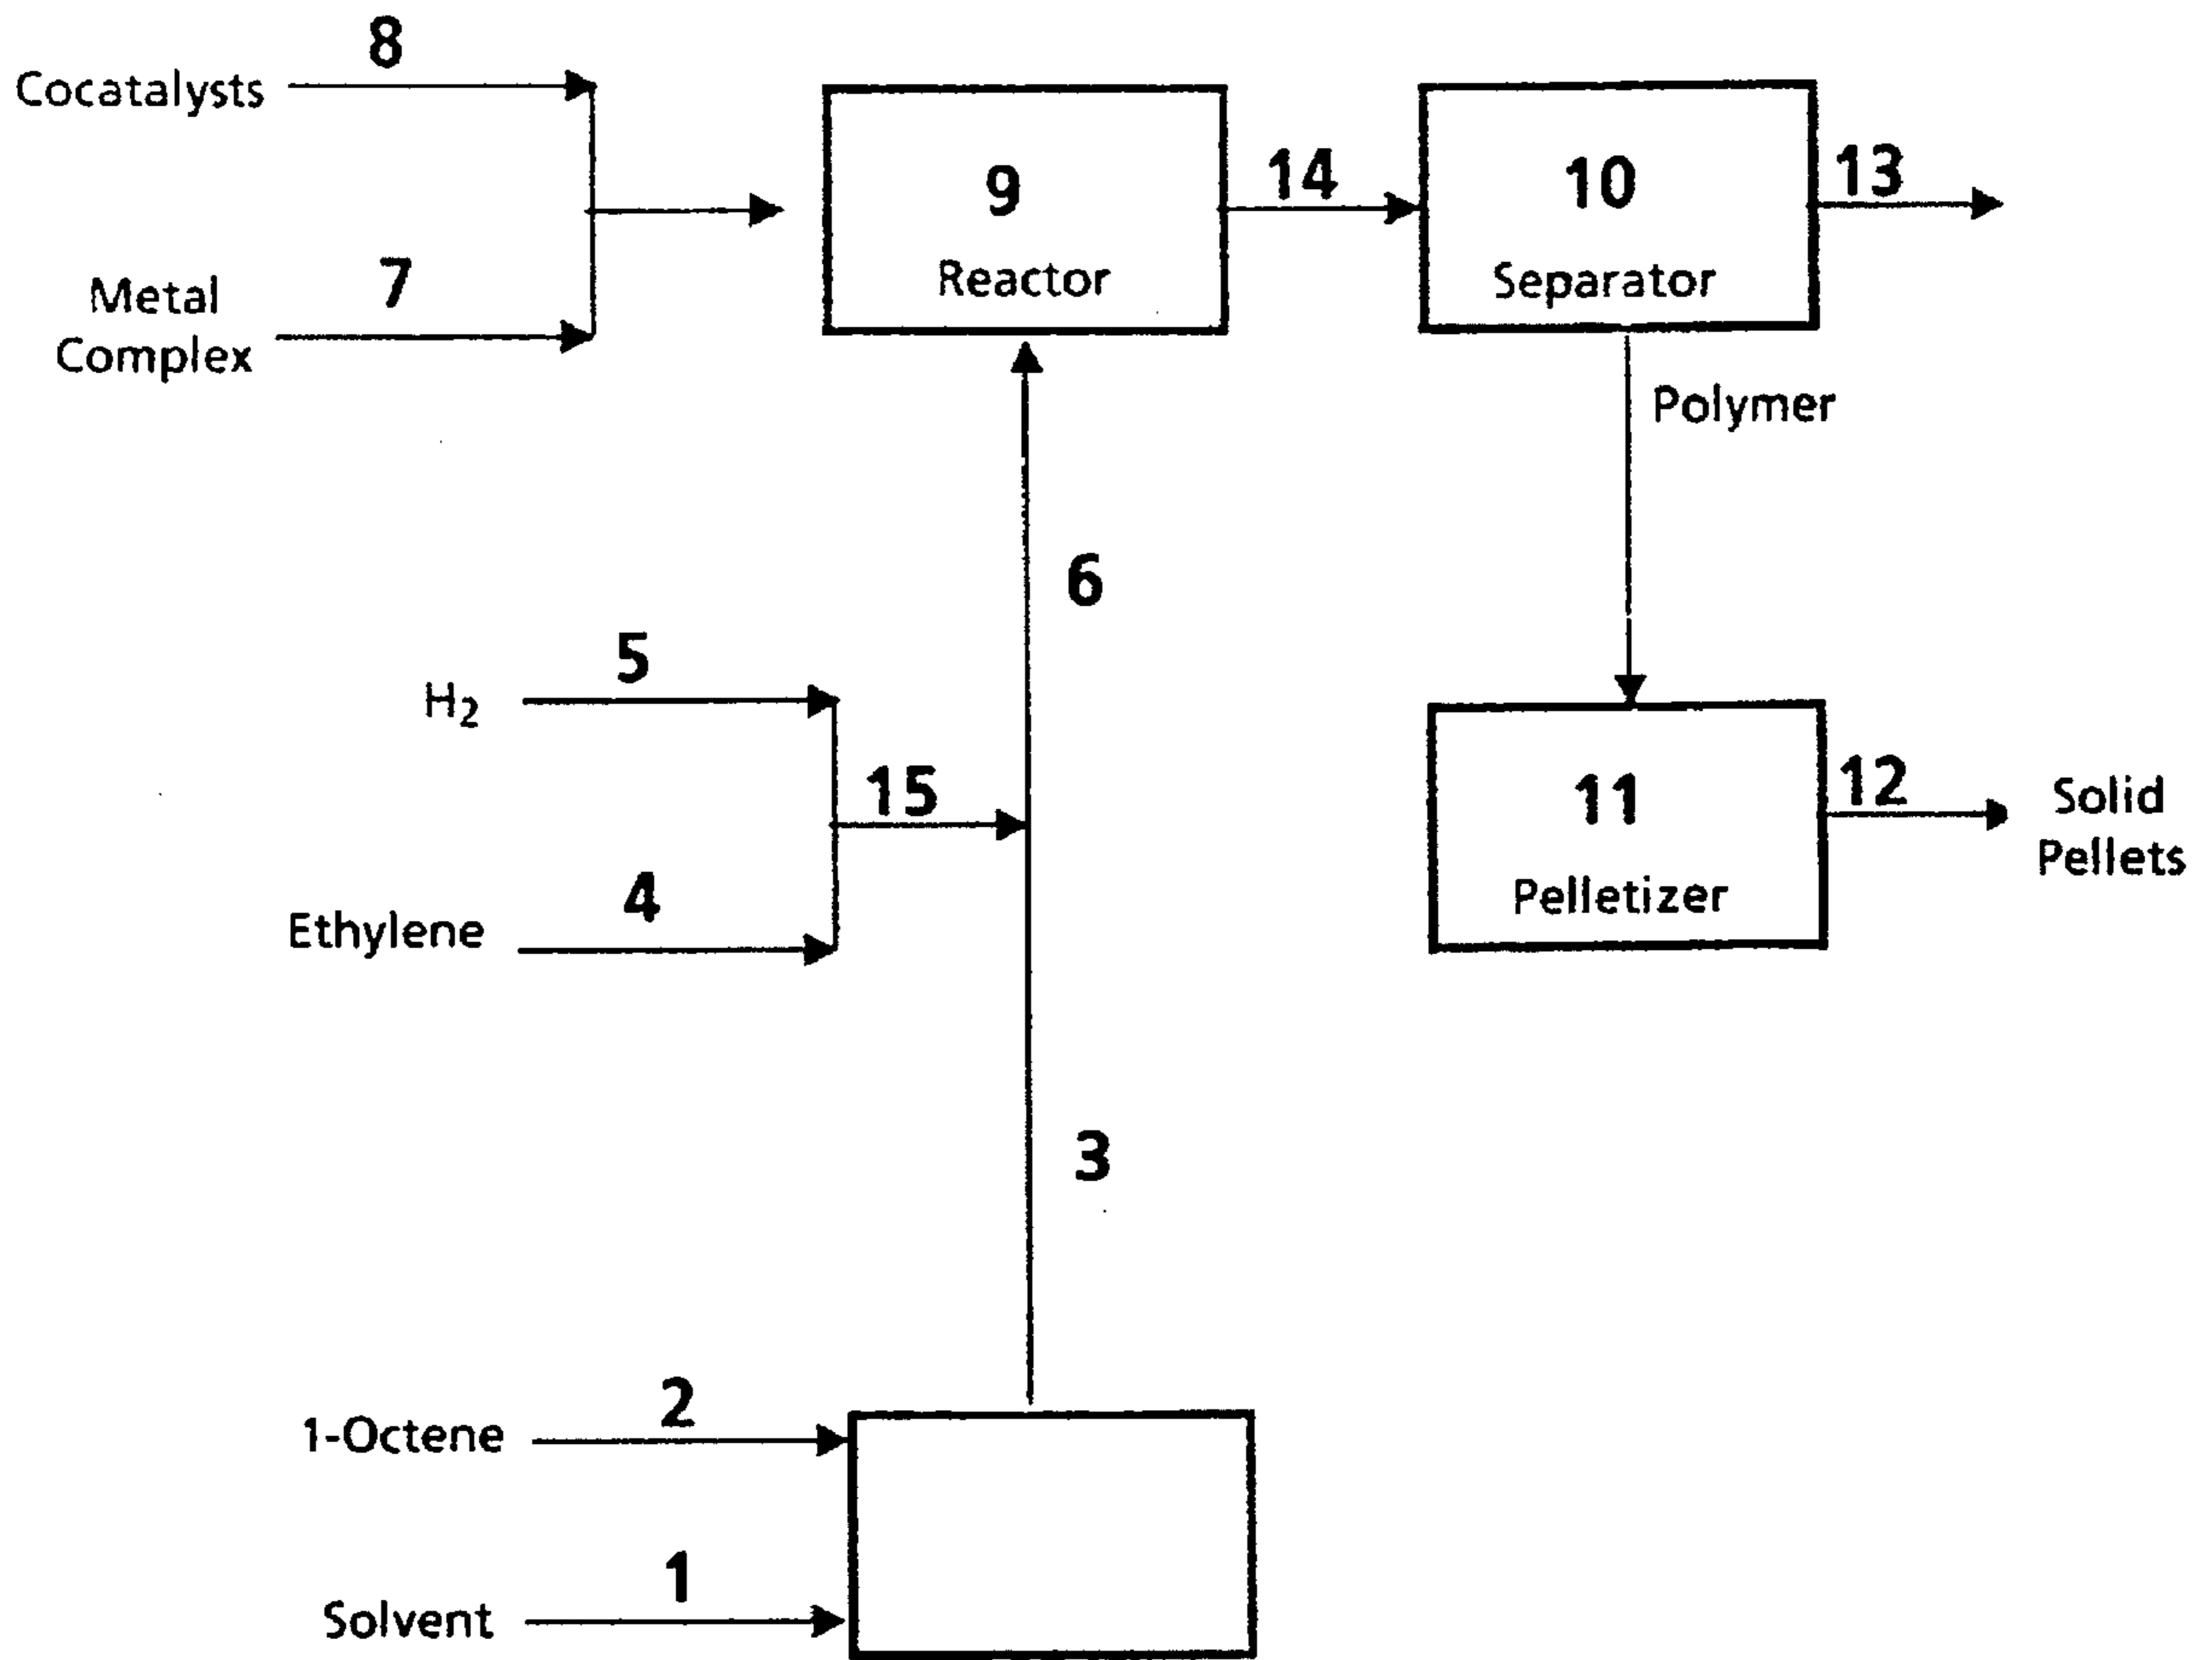 8
Cocatalysts
7
Metal
Complex
9
Reactor
14
10
Separator
13
Polymer
6
5
H₂
15
4
Ethylene
11
Pelletizer
12
Solid
Pellets
3
2
1-Octene
1
Solvent